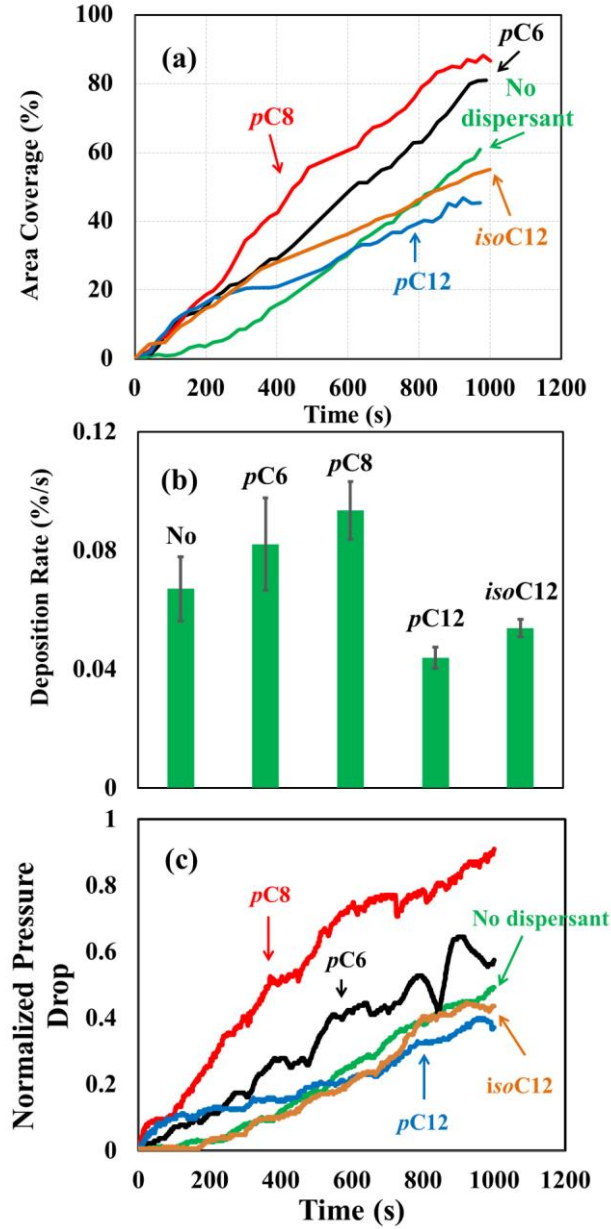 (a)
pC6
pC8
No
dispersant
isoC12
pC12
Area Coverage (%)
100
80
60
40
20
0
0 200 400 600 800 1000 1200
Time (s)
(b)
Deposition Rate (%/s)
0.12
0.08
0.04
0
No
pC6
pC8
pC12
isoC12
(c)
Normalized Pressure
Drop
1
0.8
0.6
0.4
0.2
0
pC8
pC6
No dispersant
isoC12
pC12
0 200 400 600 800 1000 1200
Time (s)